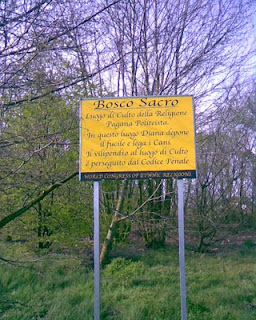 Bosco Sacro
Luogo di Culto della Religione
Pagana Politeista.
In questo luogo Diana depone
il fucile e lega i Cani.
Il vilipendio al luogo di Culto
è perseguito dal Codice Penale
WORLD CONGRESS OF ETHNIC RELIGIONS